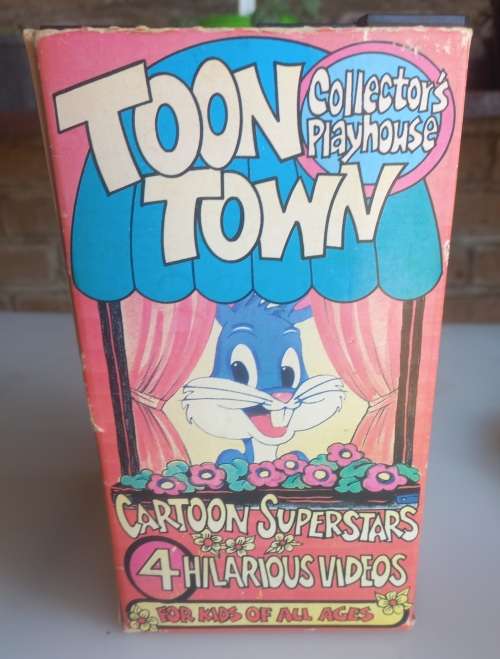 TOON
TOWN
Collector's
Playhouse
CARTOON SUPERSTARS
4 HILARIOUS VIDEOS
FOR KIDS OF ALL AGES